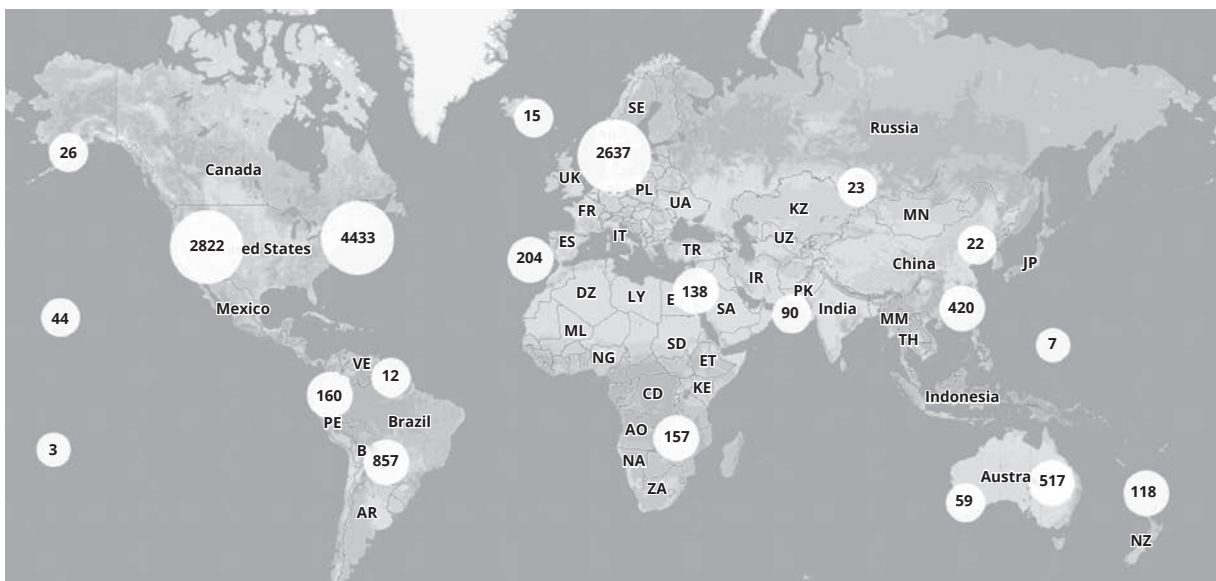 SE
15
Russia
26
2637
Canada
UK
PL
23
UA
FR
KZ
MN
2822
ed States
4433
IT
ES
UZ
22
204
TR
China
JP
IR
DZ
LY
E
138
PK
Mexico
SA
90
India
420
44
MM
ML
SD
TH
7
NG
VE
ET
12
KE
160
CD
Indonesia
PE
Brazil
AO
157
3
B
857
NA
Austra
517
ZA
59
118
AR
NZ